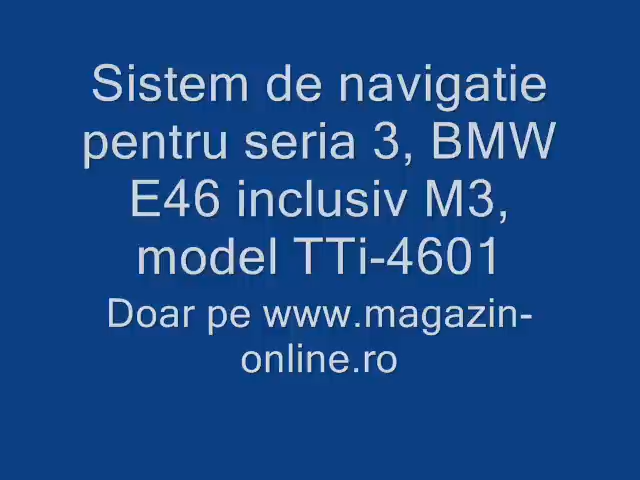 Sistem de navigatie
pentru seria 3, BMW
E46 inclusiv M3,
model TTi-4601
Doar pe www.magazin-
online.ro